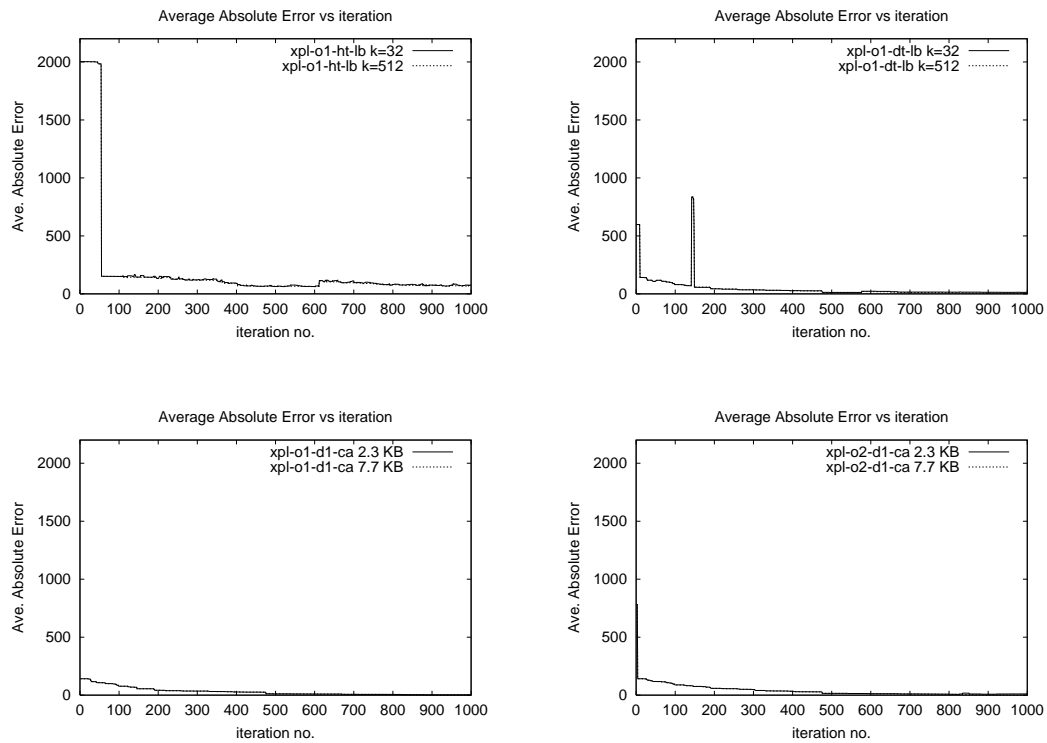 Average Absolute Error vs iteration
xpl-o1-ht-lb k=32
xpl-o1-ht-lb k=512
Ave. Absolute Error
2000
1500
1000
500
0
0 100 200 300 400 500 600 700 800 900 1000
iteration no.
Average Absolute Error vs iteration
xpl-o1-dt-lb k=32
xpl-o1-dt-lb k=512
Ave. Absolute Error
2000
1500
1000
500
0
0 100 200 300 400 500 600 700 800 900 1000
iteration no.
Average Absolute Error vs iteration
xpl-o1-d1-ca 2.3 KB
xpl-o1-d1-ca 7.7 KB
Ave. Absolute Error
2000
1500
1000
500
0
0 100 200 300 400 500 600 700 800 900 1000
iteration no.
Average Absolute Error vs iteration
xpl-o2-d1-ca 2.3 KB
xpl-o2-d1-ca 7.7 KB
Ave. Absolute Error
2000
1500
1000
500
0
0 100 200 300 400 500 600 700 800 900 1000
iteration no.